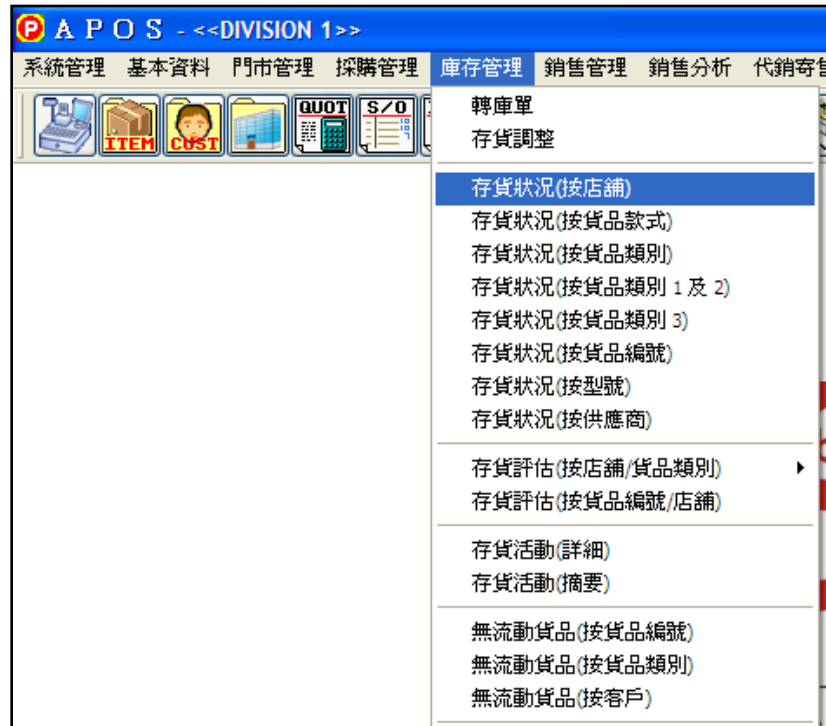 A P O S - <<DIVISION 1>>
系統管理 基本資料 門市管理 採購管理 庫存管理 銷售管理 銷售分析 代銷寄售
ITEM CUST QUOT S/O
轉庫單
存貨調整
存貨狀況(按店舖)
存貨狀況(按貨品款式)
存貨狀況(按貨品類別)
存貨狀況(按貨品類別 1 及 2)
存貨狀況(按貨品類別 3)
存貨狀況(按貨品編號)
存貨狀況(按型號)
存貨狀況(按供應商)
存貨評估(按店舖/貨品類別)
存貨評估(按貨品編號/店舖)
存貨活動(詳細)
存貨活動(摘要)
無流動貨品(按貨品編號)
無流動貨品(按貨品類別)
無流動貨品(按客戶)